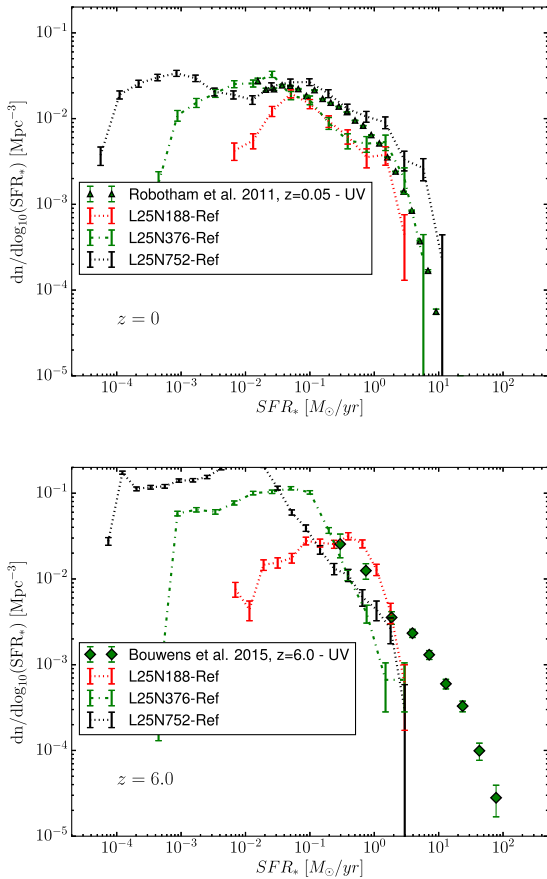 10⁻¹
10⁻²
10⁻³
10⁻⁴
10⁻⁵
dn/dlog₁₀(SFR∗) [Mpc⁻³]
Robotham et al. 2011, z=0.05 - UV
L25N188-Ref
L25N376-Ref
L25N752-Ref
z = 0
10⁻⁴ 10⁻³ 10⁻² 10⁻¹ 10⁰ 10¹ 10²
SFR∗ [M⊙/yr]
10⁻¹
10⁻²
10⁻³
10⁻⁴
10⁻⁵
dn/dlog₁₀(SFR∗) [Mpc⁻³]
Bouwens et al. 2015, z=6.0 - UV
L25N188-Ref
L25N376-Ref
L25N752-Ref
z = 6.0
10⁻⁴ 10⁻³ 10⁻² 10⁻¹ 10⁰ 10¹ 10²
SFR∗ [M⊙/yr]